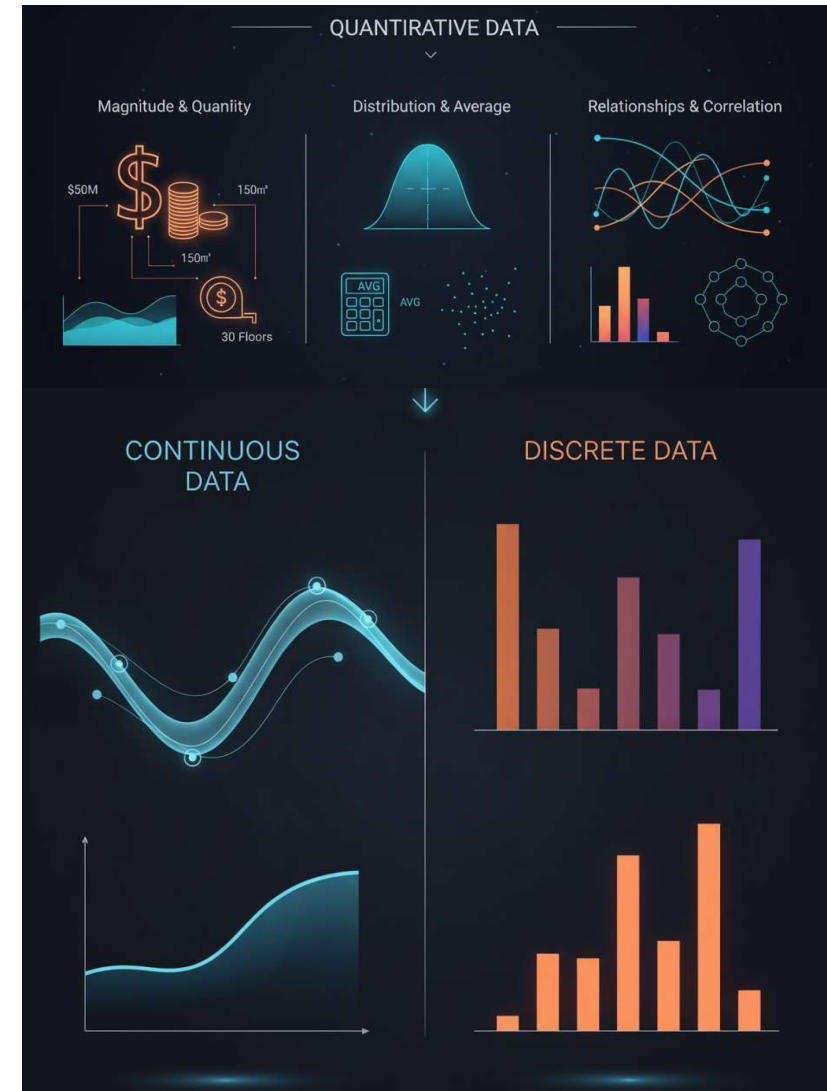 QUANTIRATIVE DATA
Magnitude & Quaniity
Distribution & Average
Relationships & Correlation
$50M
150m²
150m²
30 Floors
AVG
AVG
CONTINUOUS
DATA
DISCRETE DATA